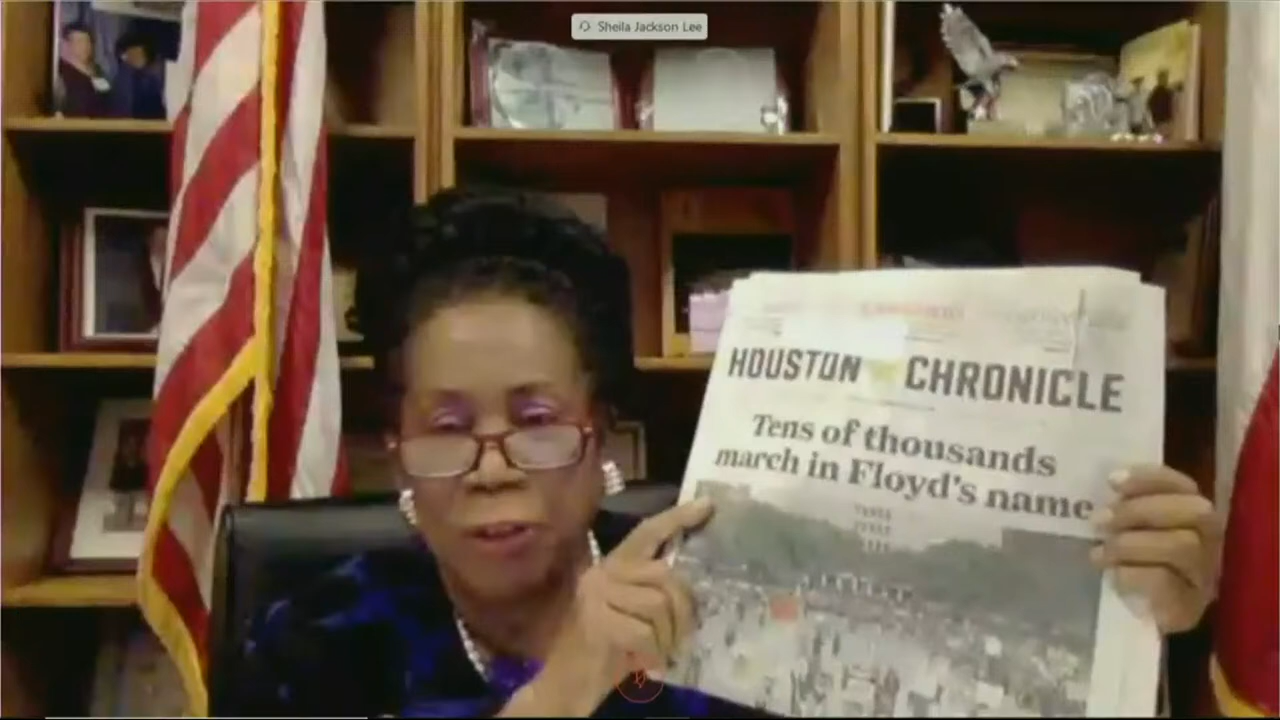 Sheila Jackson Lee
HOUSTON CHRONICLE
Tens of thousands
march in Floyd's name